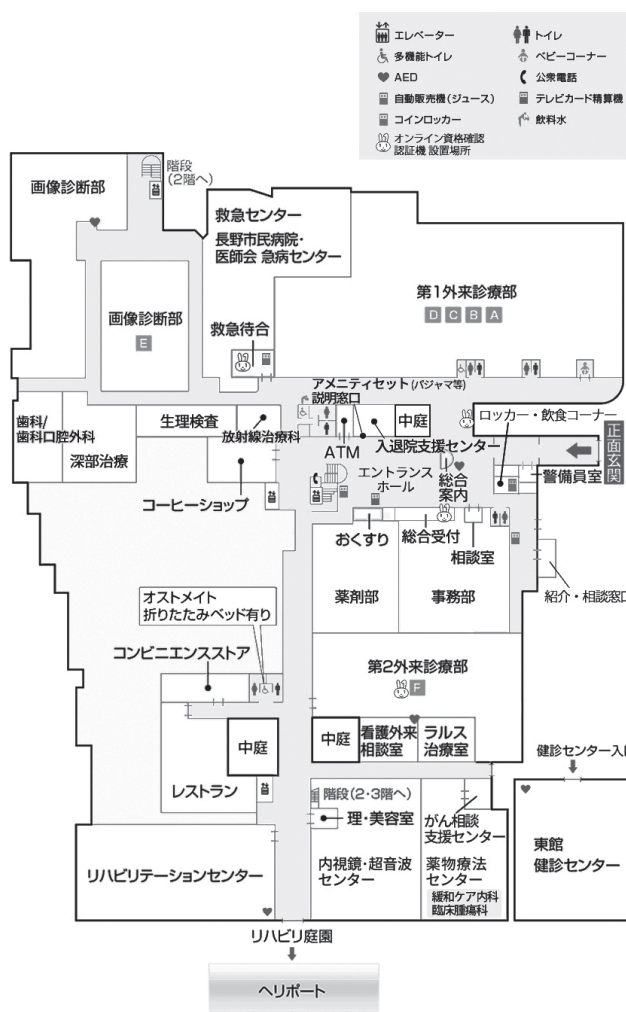 エレベーター
トイレ
多機能トイレ
ベビーコーナー
AED
公衆電話
自動販売機(ジュース)
テレビカード精算機
コインロッカー
飲料水
オンライン資格確認
認証機 設置場所
階段
(2階へ)
画像診断部
救急センター
長野市民病院・
医師会 急病センター
第1外来診療部
D C B A
画像診断部
E
救急待合
アメニティセット(パジャマ等)
説明窓口
中庭
ロッカー・飲食コーナー
歯科/
歯科口腔外科
生理検査
放射線治療科
深部治療
ATM
入退院支援センター
正面玄関
エントランス
ホール
総合
案内
警備員室
コーヒーショップ
おくすり
総合受付
相談室
オストメイト
折りたたみベッド有り
薬剤部
事務部
紹介・相談窓口
コンビニエンスストア
第2外来診療部
F
中庭
中庭
看護外来
相談室
ラルス
治療室
健診センター入口
レストラン
階段(2・3階へ)
理・美容室
がん相談
支援センター
リハビリテーションセンター
内視鏡・超音波
センター
薬物療法
センター
緩和ケア内科
臨床腫瘍科
東館
健診センター
リハビリ庭園
ヘリポート